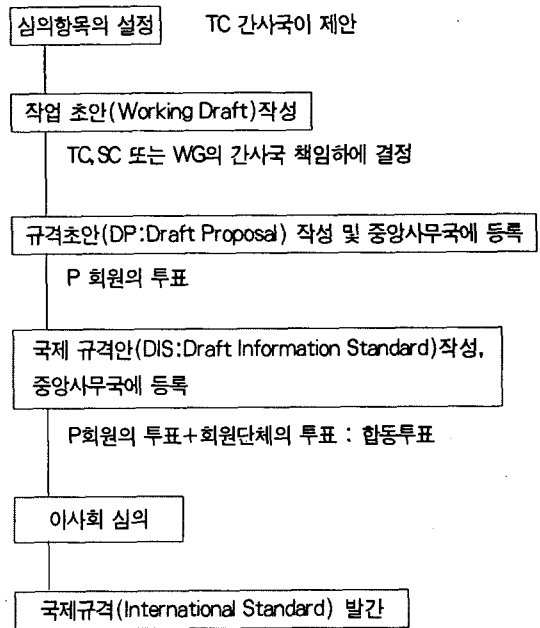 심의항목의 설정 TC 간사국이 제안
작업 초안(Working Draft)작성
TC, SC 또는 WG의 간사국 책임하에 결정
규격초안(DP:Draft Proposal) 작성 및 중앙사무국에 등록
P 회원의 투표
국제 규격안(DIS:Draft Information Standard)작성,
중앙사무국에 등록
P회원의 투표+회원단체의 투표 : 합동투표
이사회 심의
국제규격(International Standard) 발간